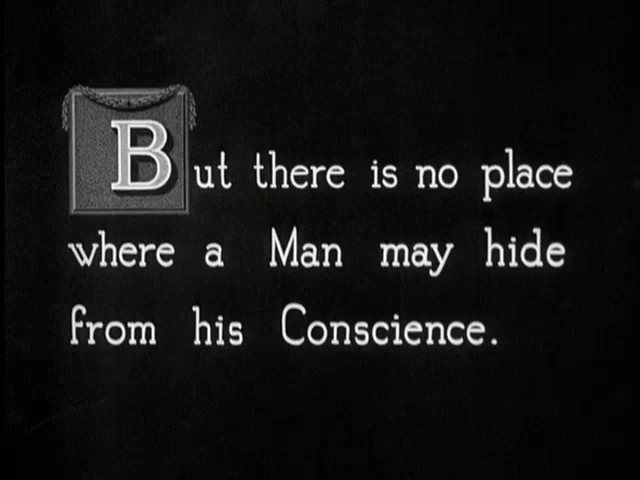 But there is no place
where a Man may hide
from his Conscience.